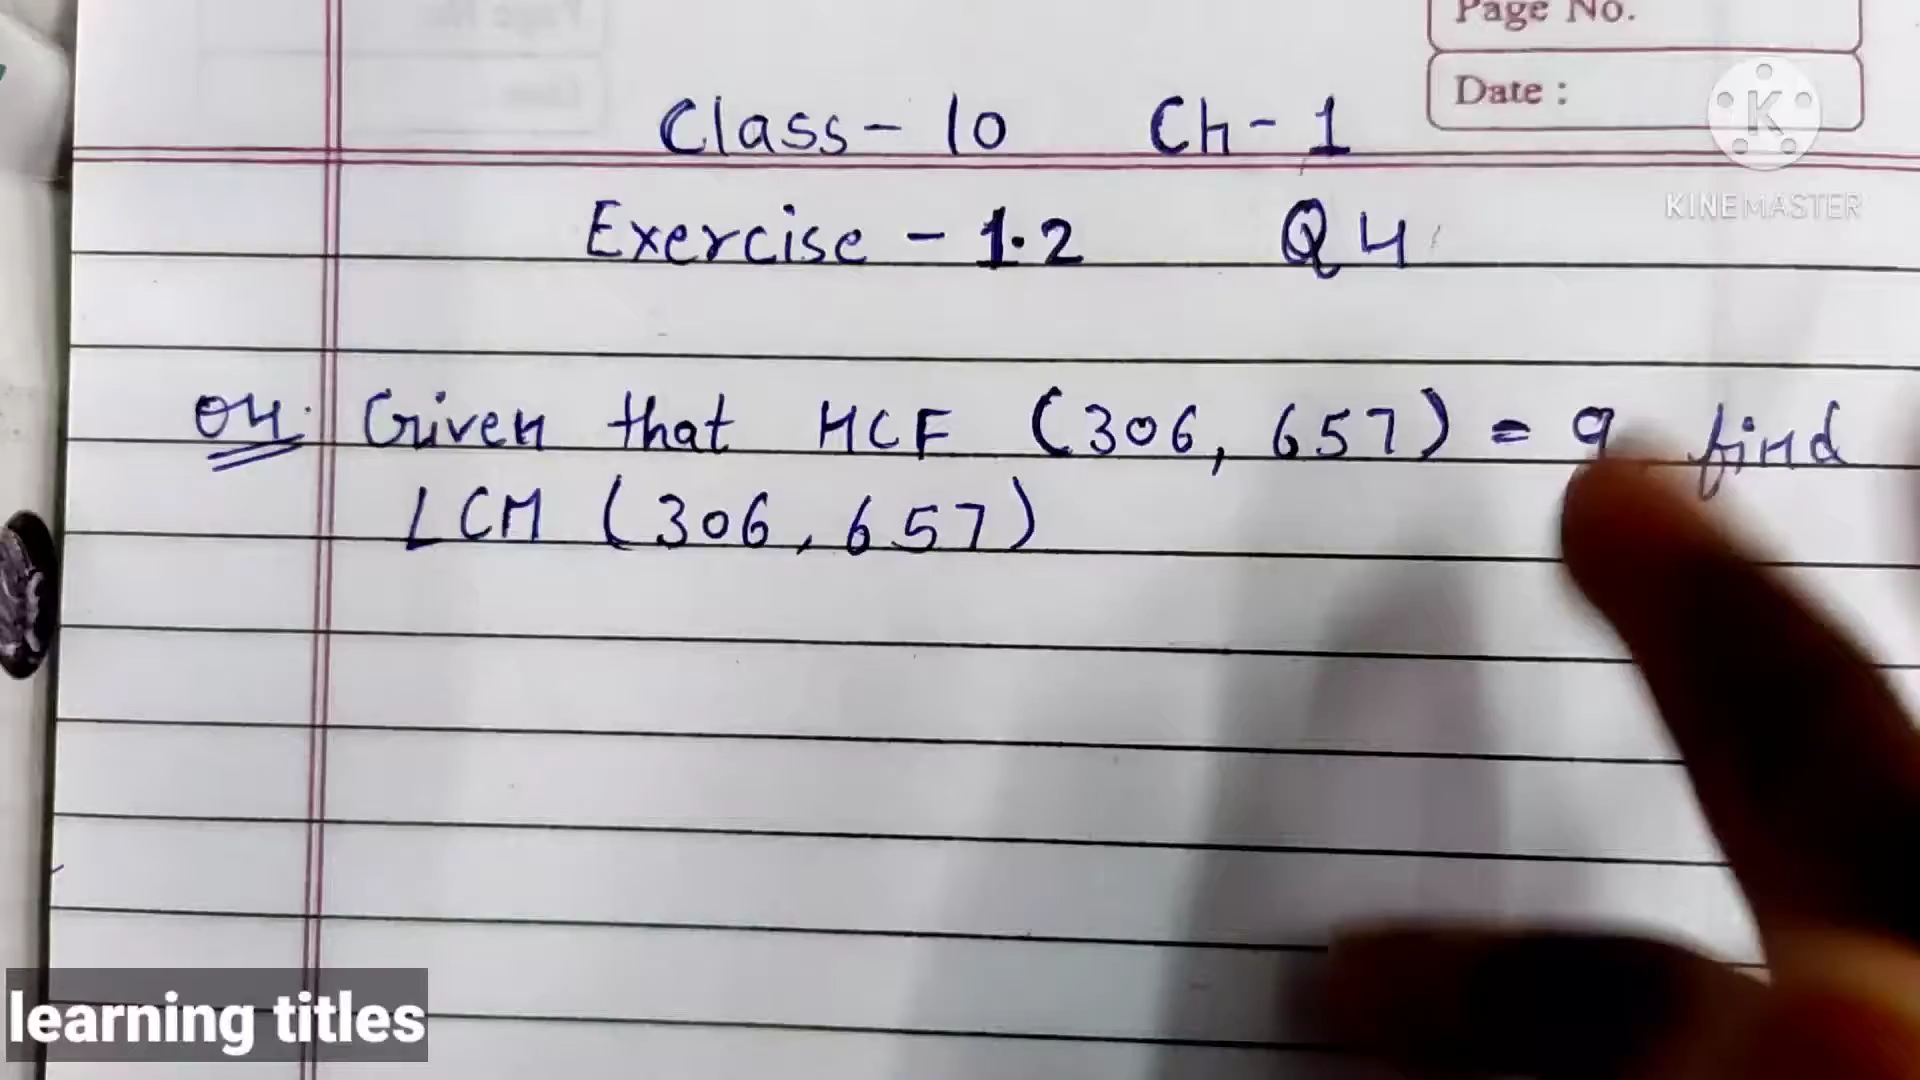 Page No.
Date :
K
KINEMASTER
Class - 10 Ch - 1
Exercise - 1.2 Q4
Q4. Given that HCF (306, 657) = 9 find
LCM (306, 657)
learning titles